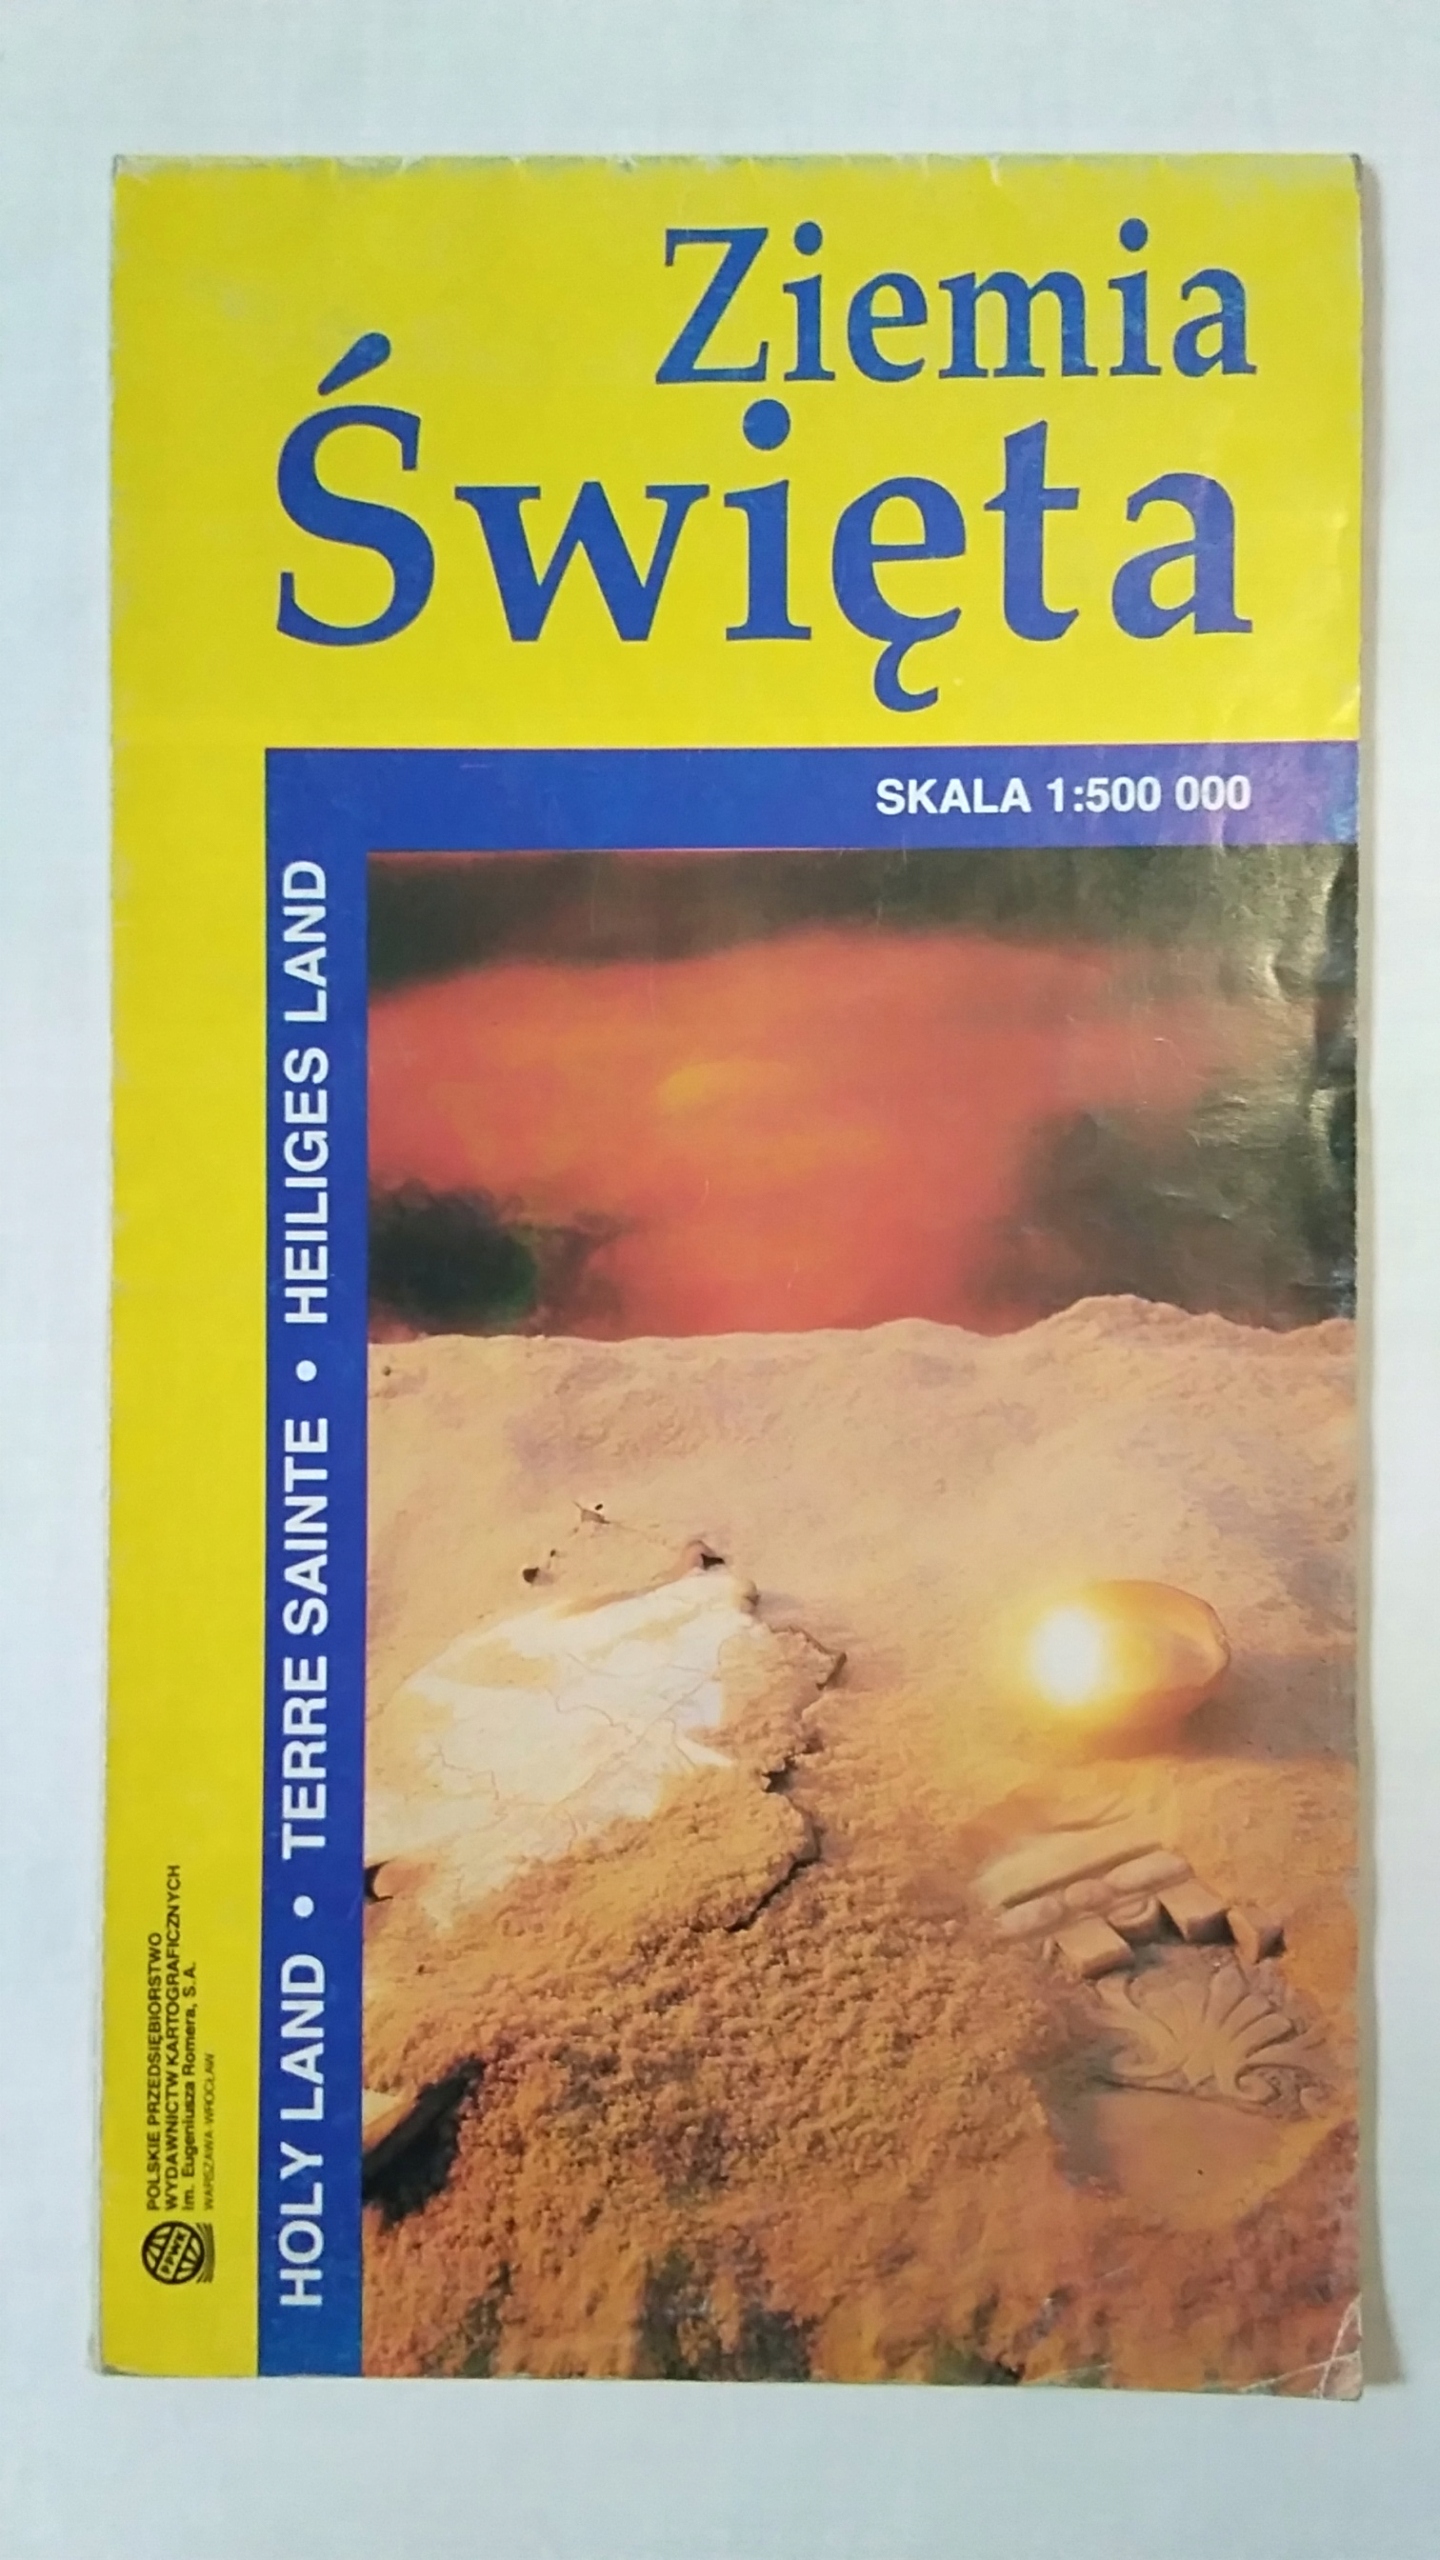 Ziemia
Święta
SKALA 1:500 000
HOLY LAND • TERRE SAINTE • HEILIGES LAND
POLSKIE PRZEDSIĘBIORSTWO
WYDAWNICTW KARTOGRAFICZNYCH
im. Eugeniusza Romera, S.A.
WARSZAWA-WROCŁAW
PPWK